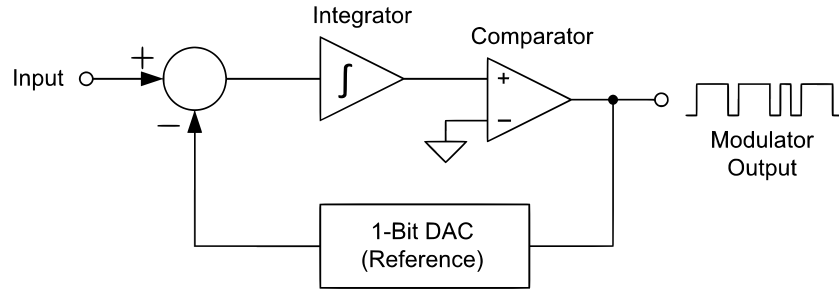 Integrator
Comparator
Input
+
−
∫
+
−
Modulator
Output
1-Bit DAC
(Reference)